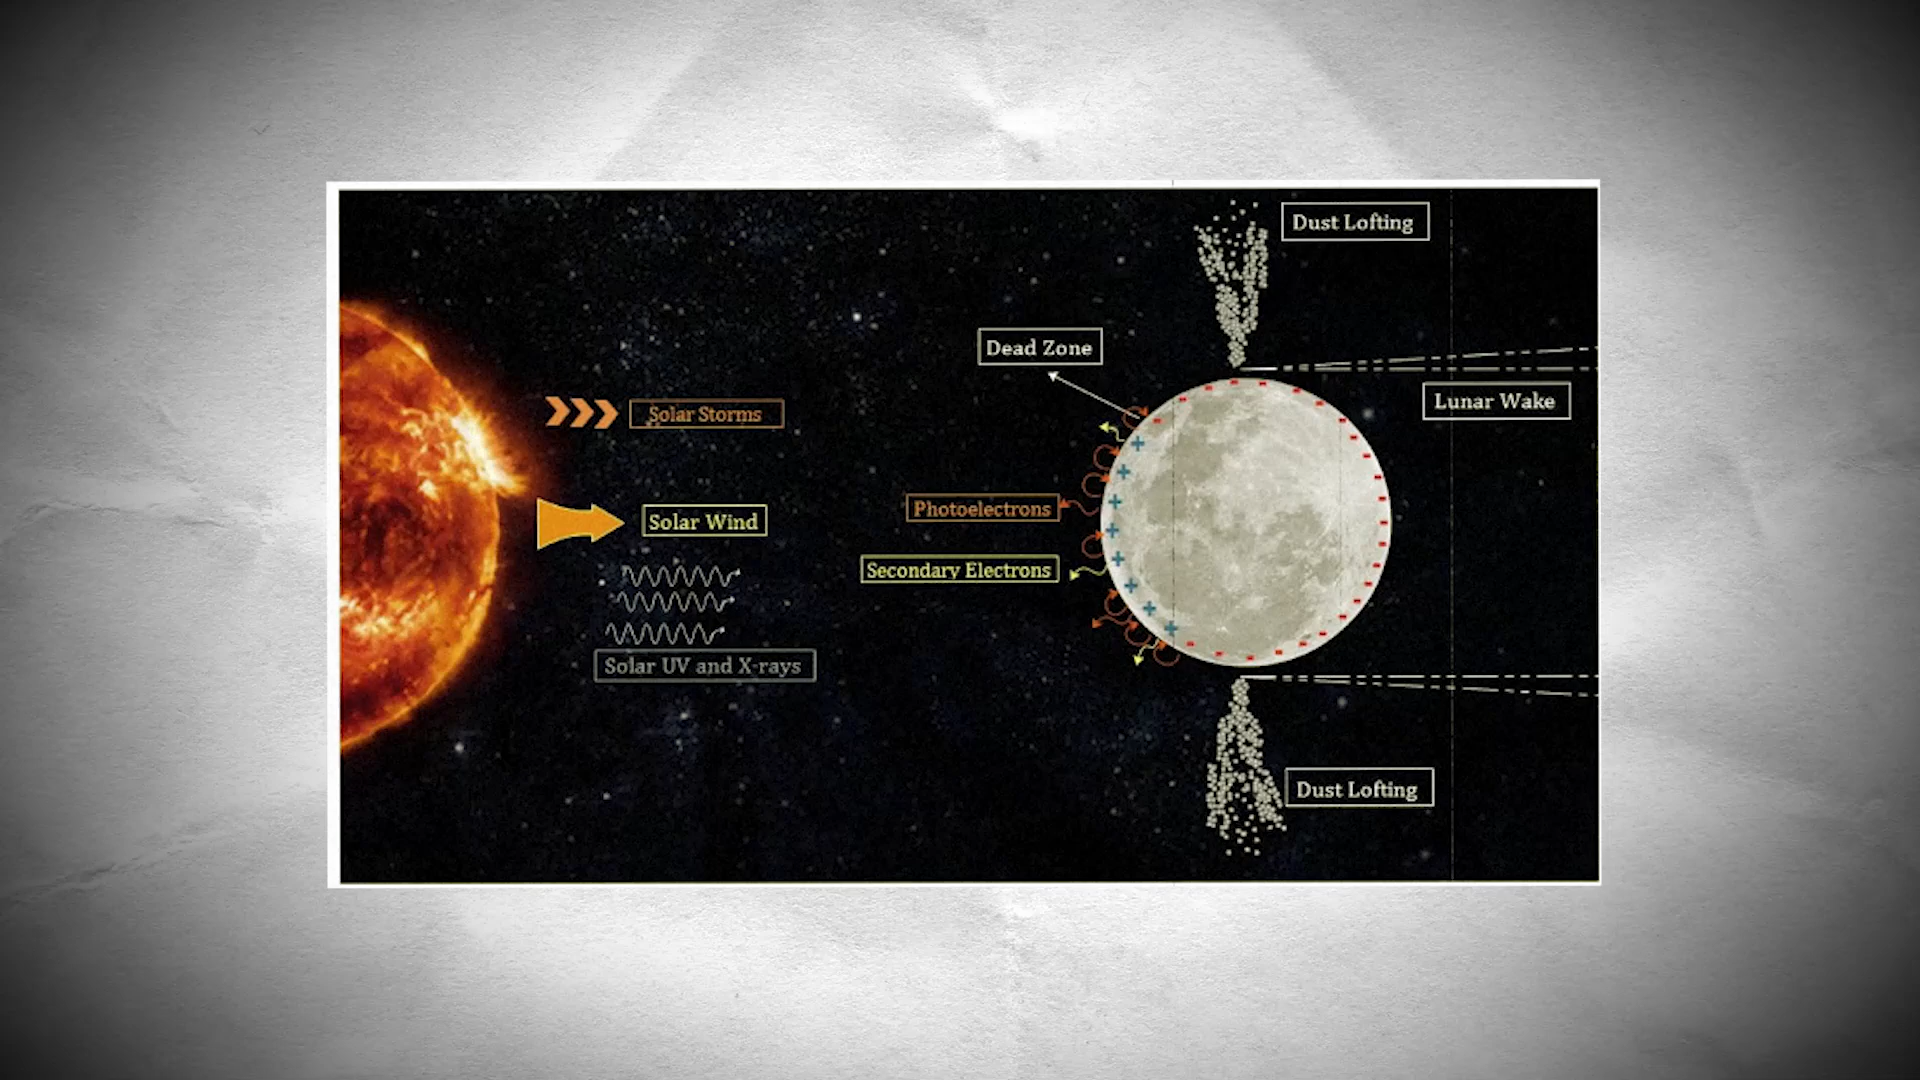 Dust Lofting
Dead Zone
Lunar Wake
Solar Storms
Photoelectrons
Solar Wind
Secondary Electrons
Solar UV and X-rays
Dust Lofting